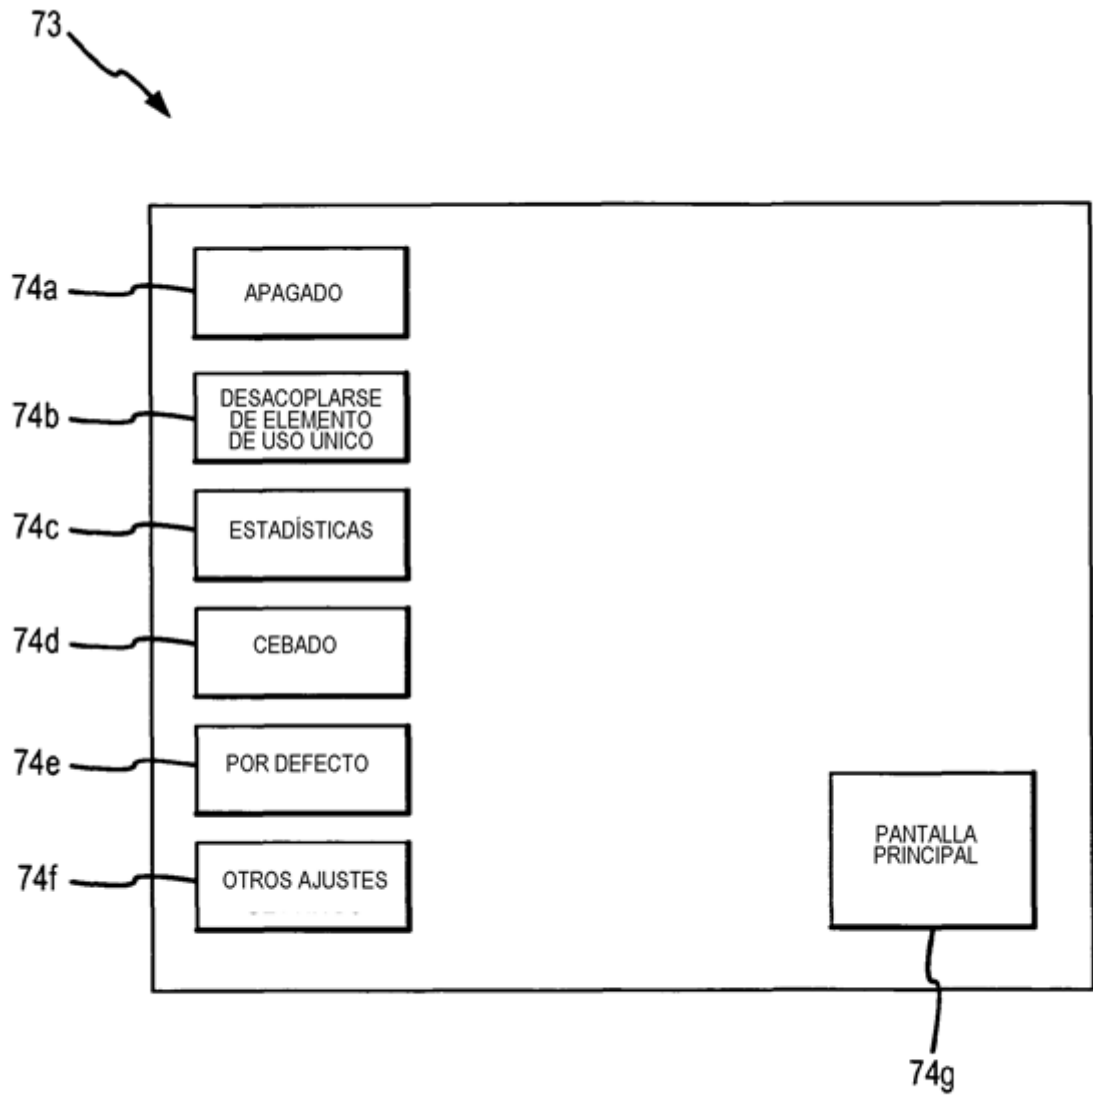 73
74a
APAGADO
74b
DESACOPLARSE
DE ELEMENTO
DE USO ÚNICO
74c
ESTADÍSTICAS
74d
CEBADO
74e
POR DEFECTO
74f
OTROS AJUSTES
PANTALLA
PRINCIPAL
74g